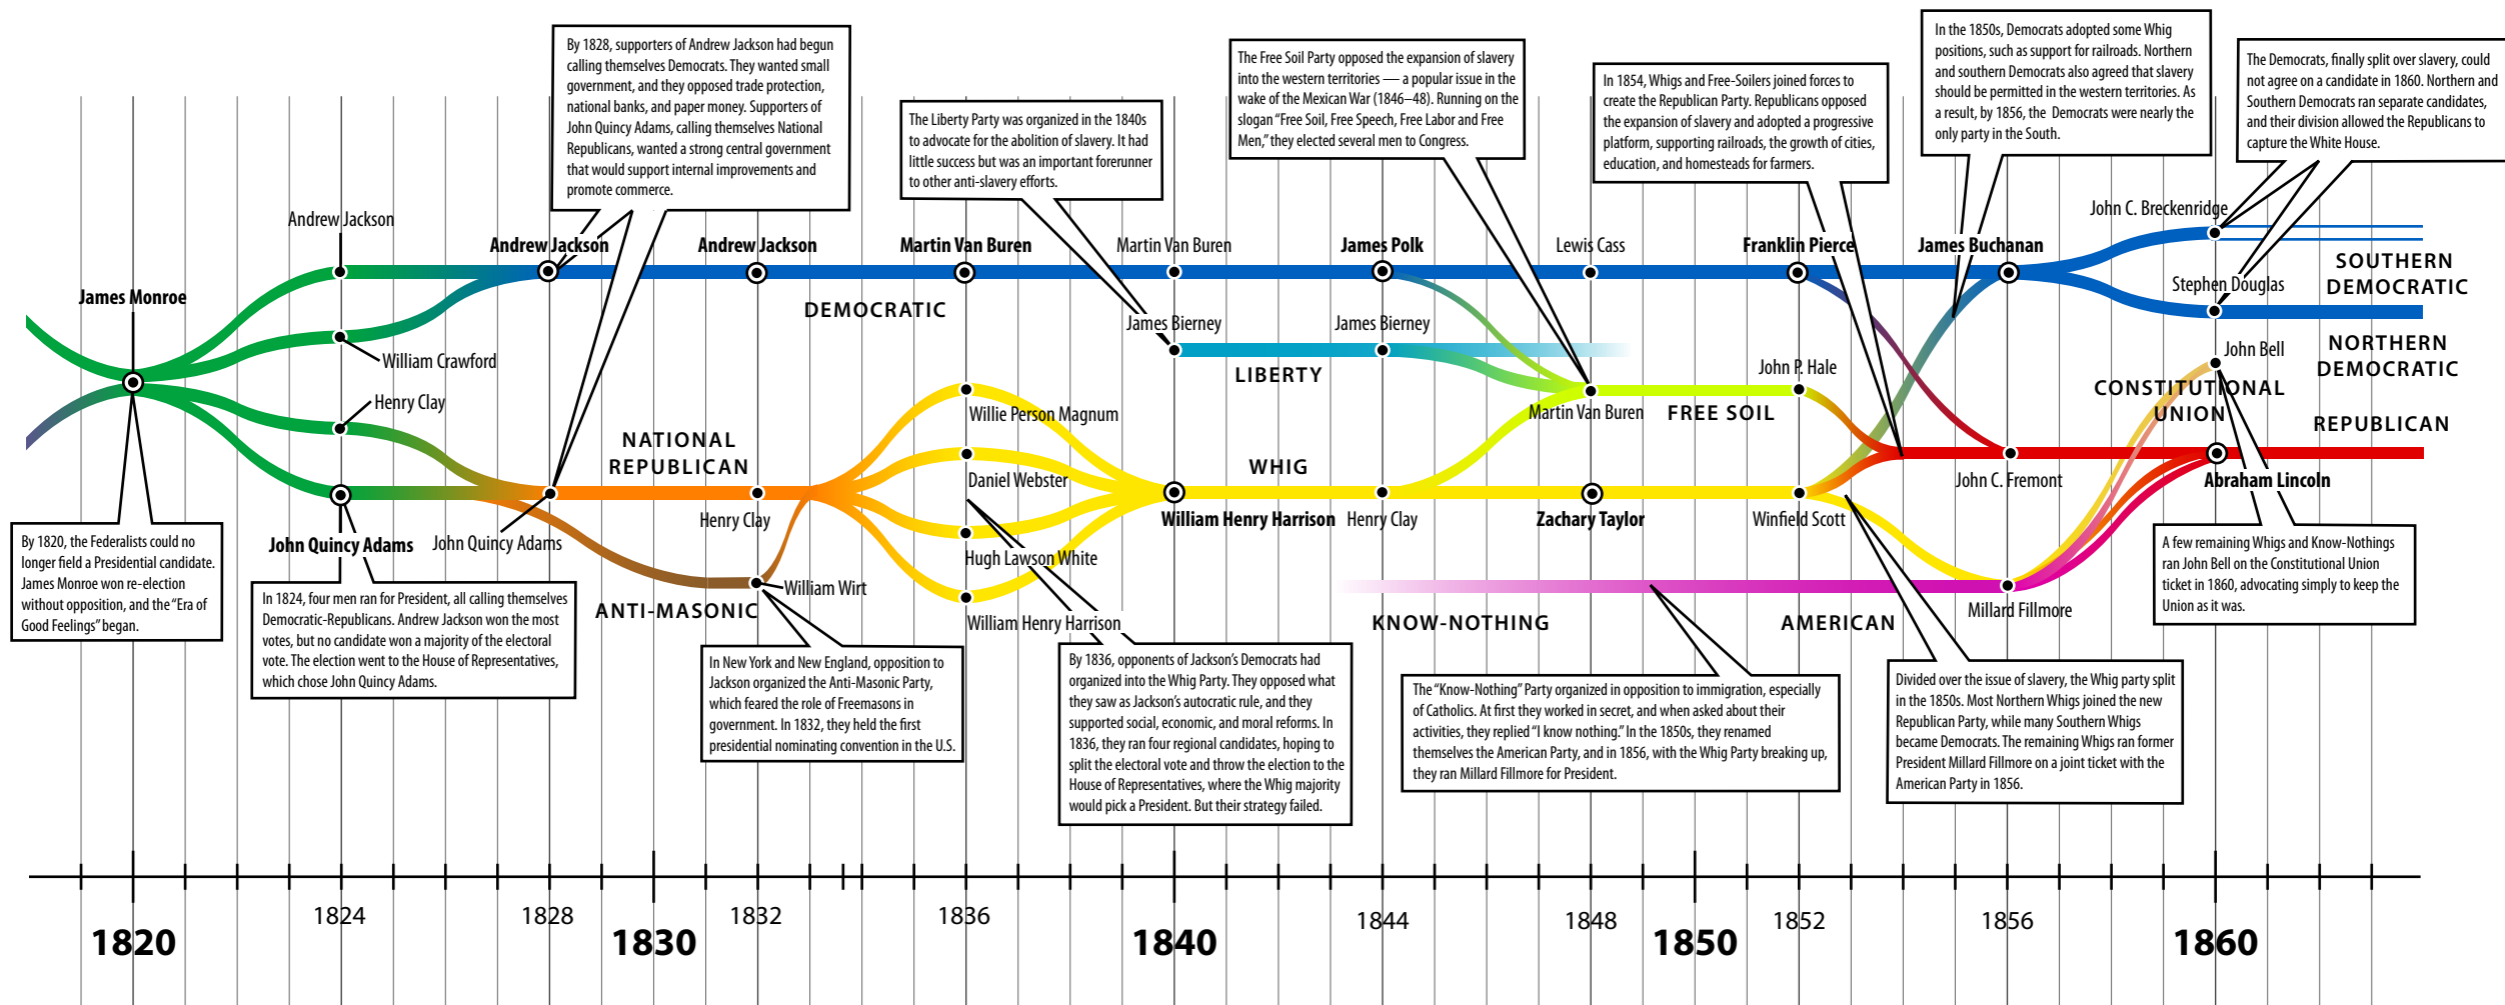 By 1828, supporters of Andrew Jackson had begun
calling themselves Democrats. They wanted small
government, and they opposed trade protection,
national banks, and paper money. Supporters of
John Quincy Adams, calling themselves National
Republicans, wanted a strong central government
that would support internal improvements and
promote commerce.
The Liberty Party was organized in the 1840s
to advocate for the abolition of slavery. It had
little success but was an important forerunner
to other anti-slavery efforts.
The Free Soil Party opposed the expansion of slavery
into the western territories — a popular issue in the
wake of the Mexican War (1846–48). Running on the
slogan “Free Soil, Free Speech, Free Labor and Free
Men,” they elected several men to Congress.
In 1854, Whigs and Free-Soilers joined forces to
create the Republican Party. Republicans opposed
the expansion of slavery and adopted a progressive
platform, supporting railroads, the growth of cities,
education, and homesteads for farmers.
In the 1850s, Democrats adopted some Whig
positions, such as support for railroads. Northern
and southern Democrats also agreed that slavery
should be permitted in the western territories. As
a result, by 1856, the Democrats were nearly the
only party in the South.
The Democrats, finally split over slavery, could
not agree on a candidate in 1860. Northern and
Southern Democrats ran separate candidates,
and their division allowed the Republicans to
capture the White House.
Andrew Jackson
Andrew Jackson
Andrew Jackson
Martin Van Buren
Martin Van Buren
James Polk
Lewis Cass
Franklin Pierce
James Buchanan
John C. Breckenridge
SOUTHERN
DEMOCRATIC
James Monroe
DEMOCRATIC
Stephen Douglas
James Bierney
James Bierney
NORTHERN
DEMOCRATIC
William Crawford
LIBERTY
John P. Hale
John Bell
CONSTITUTIONAL
UNION
Henry Clay
Willie Person Magnum
Martin Van Buren
FREE SOIL
REPUBLICAN
NATIONAL
REPUBLICAN
WHIG
Daniel Webster
John C. Fremont
Abraham Lincoln
Henry Clay
William Henry Harrison
Henry Clay
Zachary Taylor
Winfield Scott
John Quincy Adams
John Quincy Adams
Hugh Lawson White
William Wirt
ANTI-MASONIC
William Henry Harrison
KNOW-NOTHING
AMERICAN
Millard Fillmore
By 1820, the Federalists could no
longer field a Presidential candidate.
James Monroe won re-election
without opposition, and the “Era of
Good Feelings” began.
In 1824, four men ran for President, all calling themselves
Democratic-Republicans. Andrew Jackson won the most
votes, but no candidate won a majority of the electoral
vote. The election went to the House of Representatives,
which chose John Quincy Adams.
In New York and New England, opposition to
Jackson organized the Anti-Masonic Party,
which feared the role of Freemasons in
government. In 1832, they held the first
presidential nominating convention in the U.S.
By 1836, opponents of Jackson's Democrats had
organized into the Whig Party. They opposed what
they saw as Jackson's autocratic rule, and they
supported social, economic, and moral reforms. In
1836, they ran four regional candidates, hoping to
split the electoral vote and throw the election to the
House of Representatives, where the Whig majority
would pick a President. But their strategy failed.
The “Know-Nothing” Party organized in opposition to immigration, especially
of Catholics. At first they worked in secret, and when asked about their
activities, they replied “I know nothing.” In the 1850s, they renamed
themselves the American Party, and in 1856, with the Whig Party breaking up,
they ran Millard Fillmore for President.
Divided over the issue of slavery, the Whig party split
in the 1850s. Most Northern Whigs joined the new
Republican Party, while many Southern Whigs
became Democrats. The remaining Whigs ran former
President Millard Fillmore on a joint ticket with the
American Party in 1856.
A few remaining Whigs and Know-Nothings
ran John Bell on the Constitutional Union
ticket in 1860, advocating simply to keep the
Union as it was.
1820
1824
1828
1830
1832
1836
1840
1844
1848
1850
1852
1856
1860